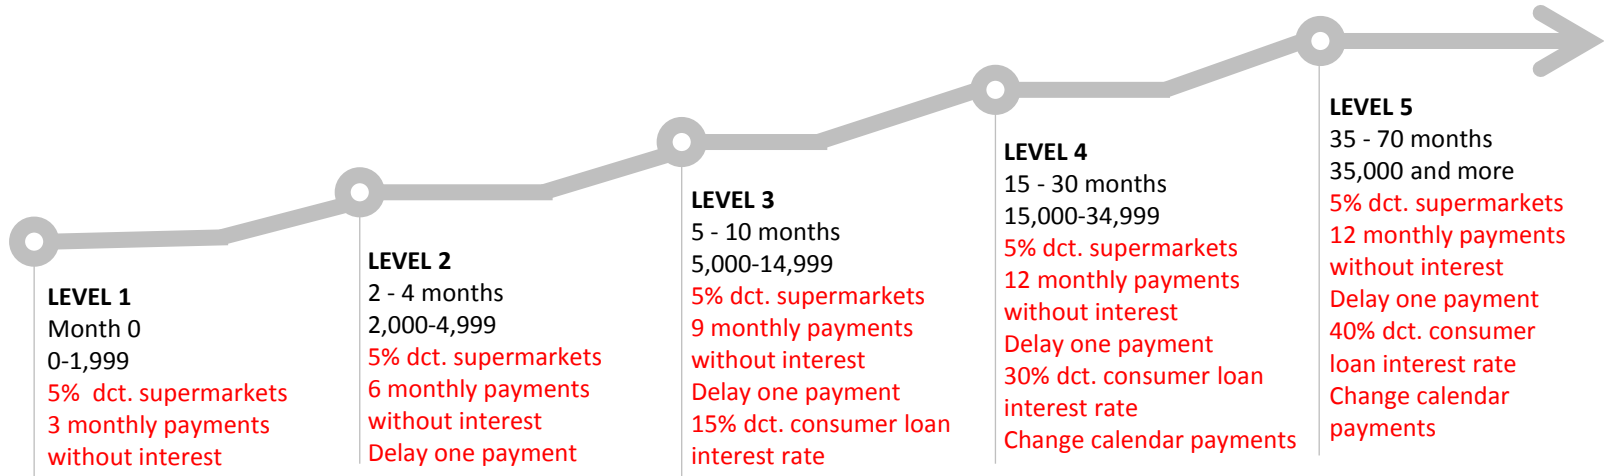 LEVEL 1
Month 0
0-1,999
5%  dct. supermarkets
3 monthly payments
without interest
LEVEL 2
2 - 4 months
2,000-4,999
5% dct. supermarkets
6 monthly payments
without interest
Delay one payment
LEVEL 3
5 - 10 months
5,000-14,999
5% dct. supermarkets
9 monthly payments
without interest
Delay one payment
15% dct. consumer loan
interest rate
LEVEL 4
15 - 30 months
15,000-34,999
5% dct. supermarkets
12 monthly payments
without interest
Delay one payment
30% dct. consumer loan
interest rate
Change calendar payments
LEVEL 5
35 - 70 months
35,000 and more
5% dct. supermarkets
12 monthly payments
without interest
Delay one payment
40% dct. consumer
loan interest rate
Change calendar
payments